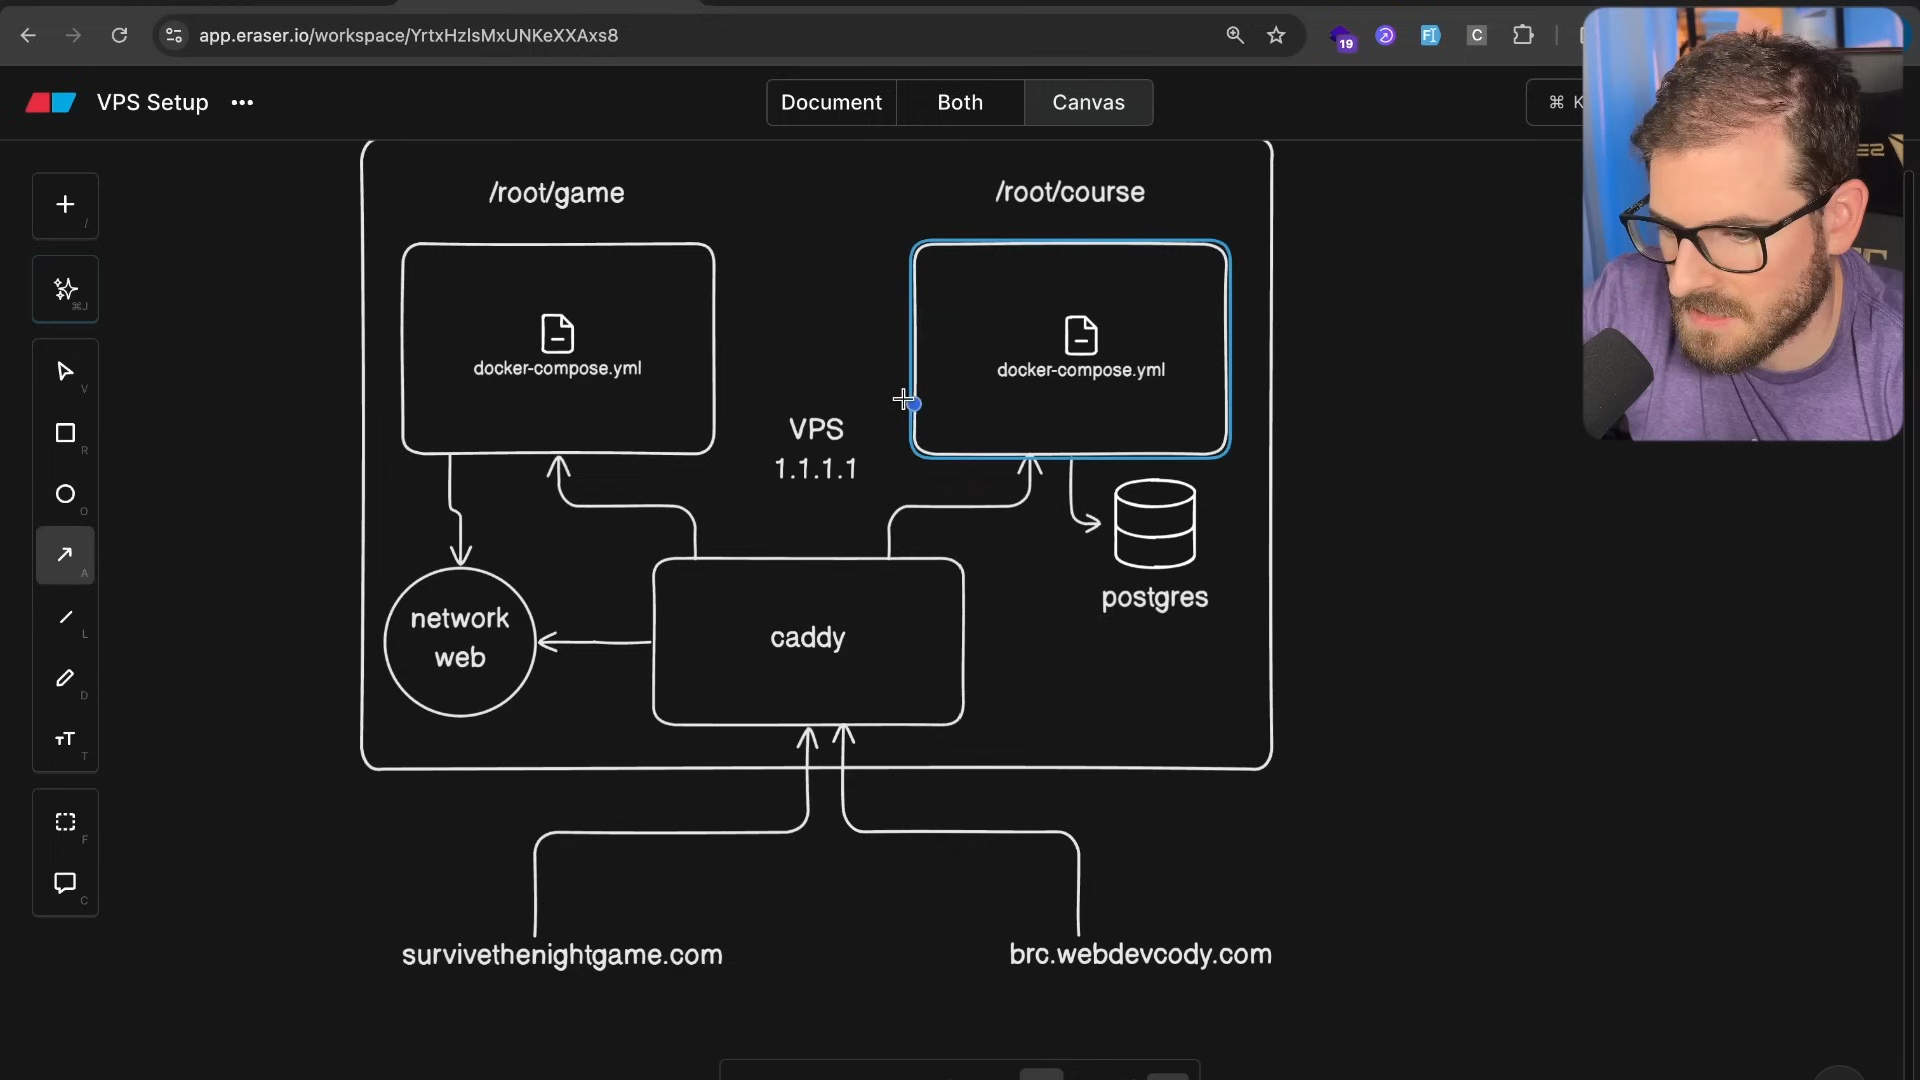 app.eraser.io/workspace/YrtxHzlsMxUNKeXXAxs8
19
C
VPS Setup
Document
Both
Canvas
⌘ K
/
⌘J
V
R
O
A
L
D
T
F
C
/root/game
/root/course
docker-compose.yml
docker-compose.yml
VPS
1.1.1.1
network
web
caddy
postgres
survivethenightgame.com
brc.webdevcody.com